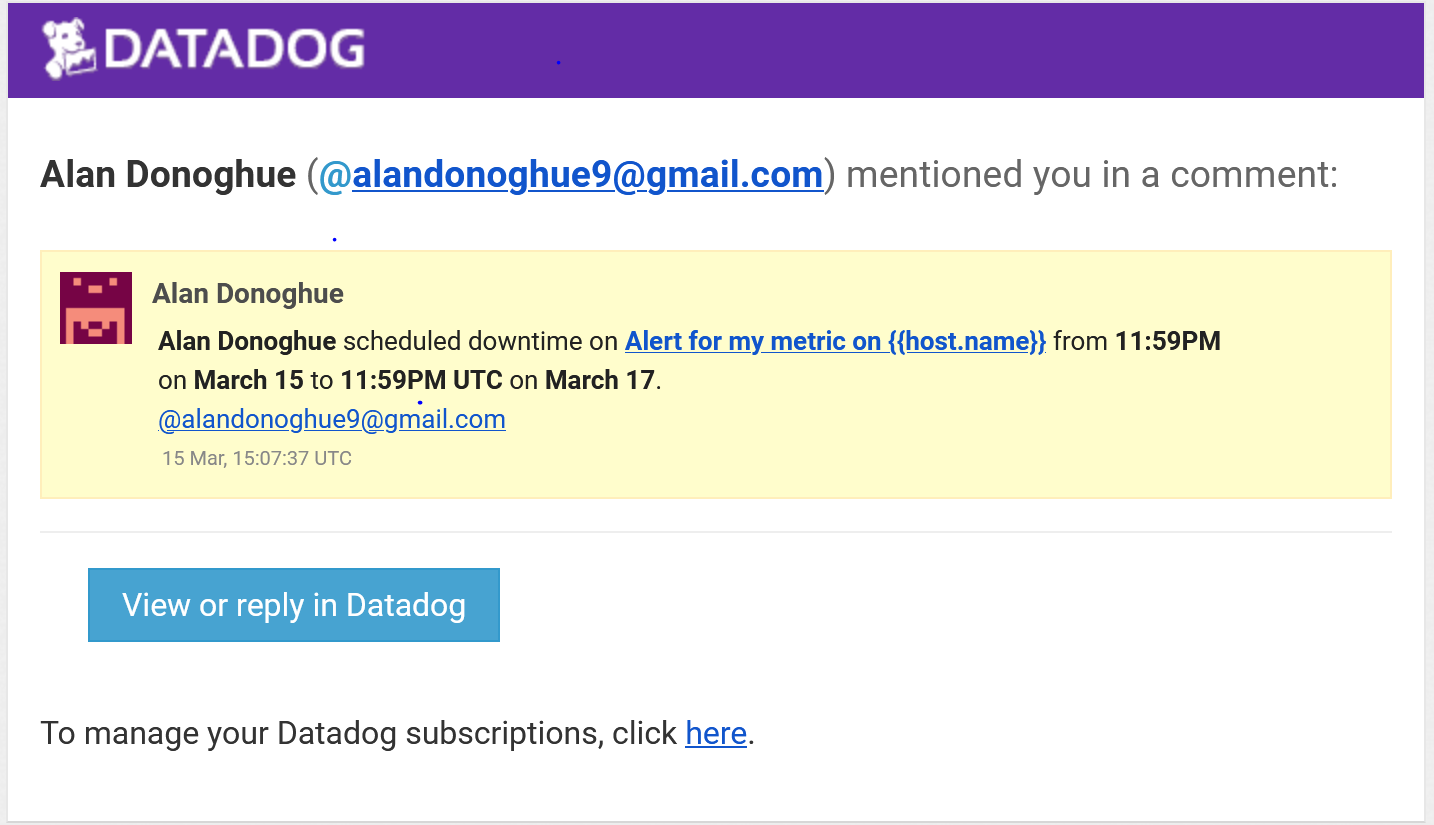 DATADOG
Alan Donoghue (@alandonoghue9@gmail.com) mentioned you in a comment:
Alan Donoghue
Alan Donoghue scheduled downtime on Alert for my metric on {{host.name}} from 11:59PM
on March 15 to 11:59PM UTC on March 17.
@alandonoghue9@gmail.com
15 Mar, 15:07:37 UTC
View or reply in Datadog
To manage your Datadog subscriptions, click here.